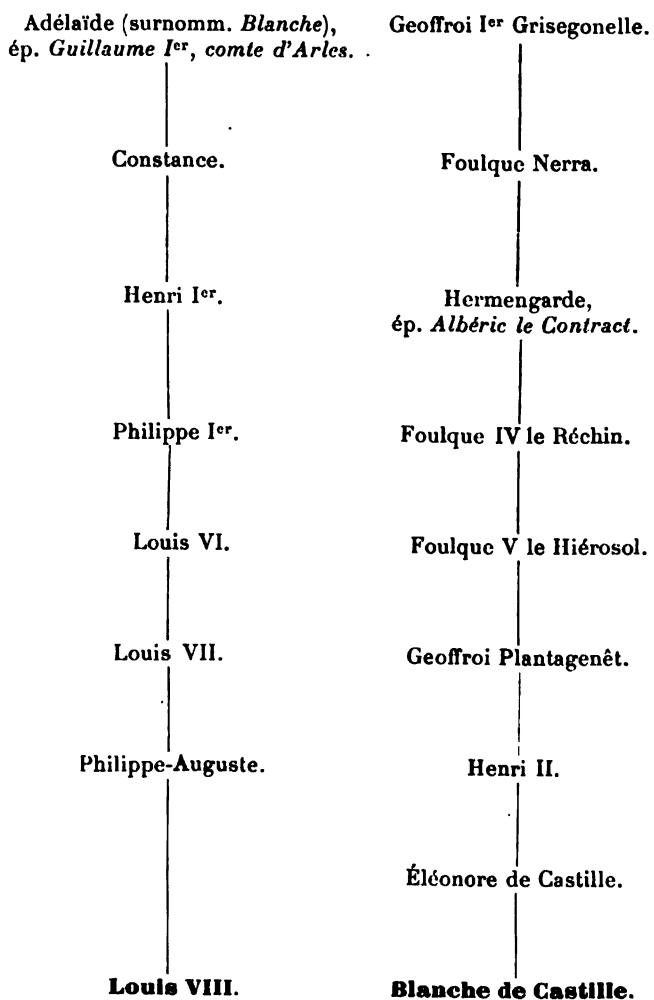 Adélaïde (surnomm. Blanche),
ép. Guillaume Ier, comte d'Arles.
Geoffroi Ier Grisegonelle.
Constance.
Foulque Nerra.
Henri Ier.
Hermengarde,
ép. Albéric le Contract.
Philippe Ier.
Foulque IV le Réchin.
Louis VI.
Foulque V le Hiérosol.
Louis VII.
Geoffroi Plantagenêt.
Philippe-Auguste.
Henri II.
Éléonore de Castille.
Louis VIII.
Blanche de Castille.